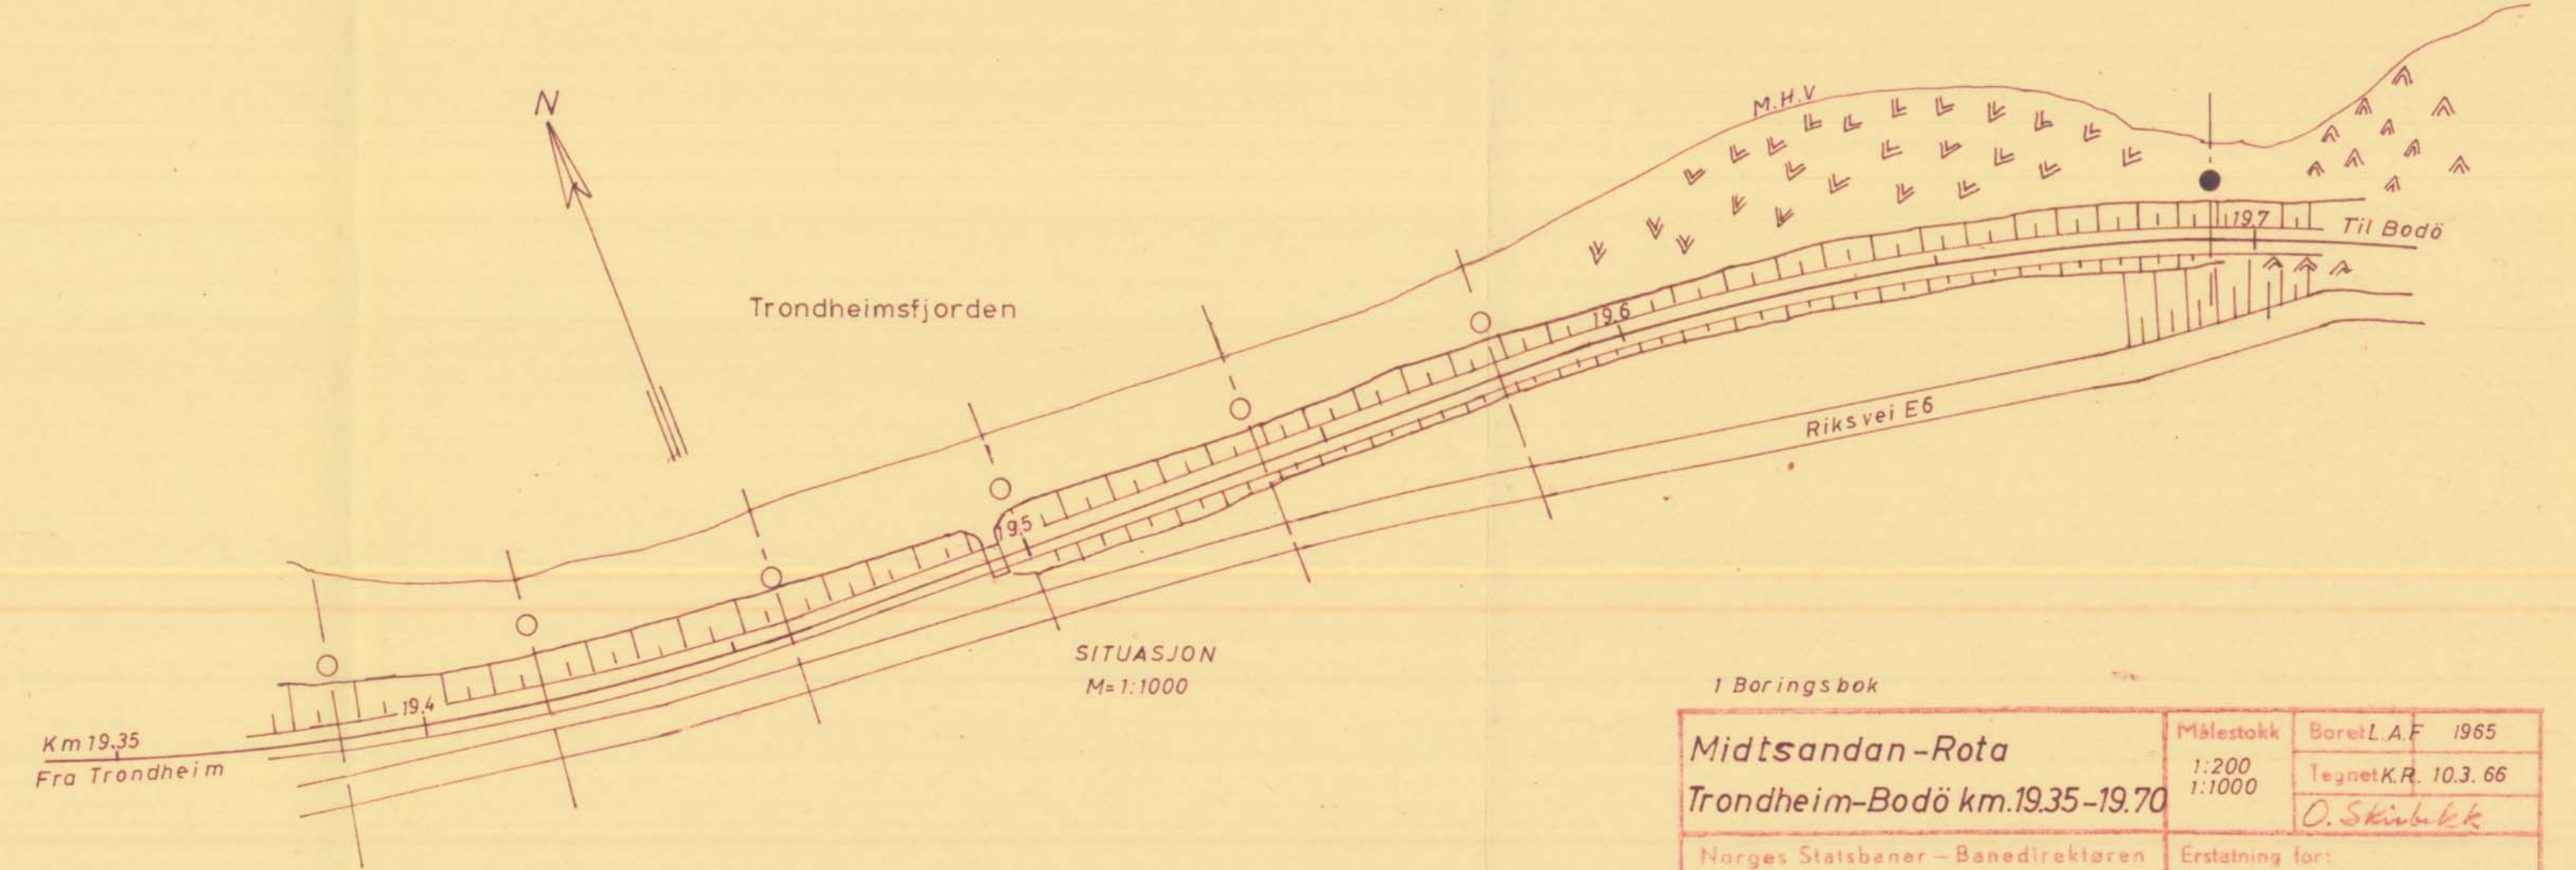 N
M.H.V
Trondheimsfjorden
19.7
Til Bodö
19.6
Riksvei E6
19.5
SITUASJON
M=1:1000
19.4
Km 19.35
Fra Trondheim
1 Boringsbok
Midtsandan-Rota
Trondheim-Bodö km.19.35-19.70
Målestokk
1:200
1:1000
Boret L.A.F 1965
Tegnet K.R. 10.3.66
O. Skirbekk
Norges Statsbaner - Banedirektøren
Erstatning for: